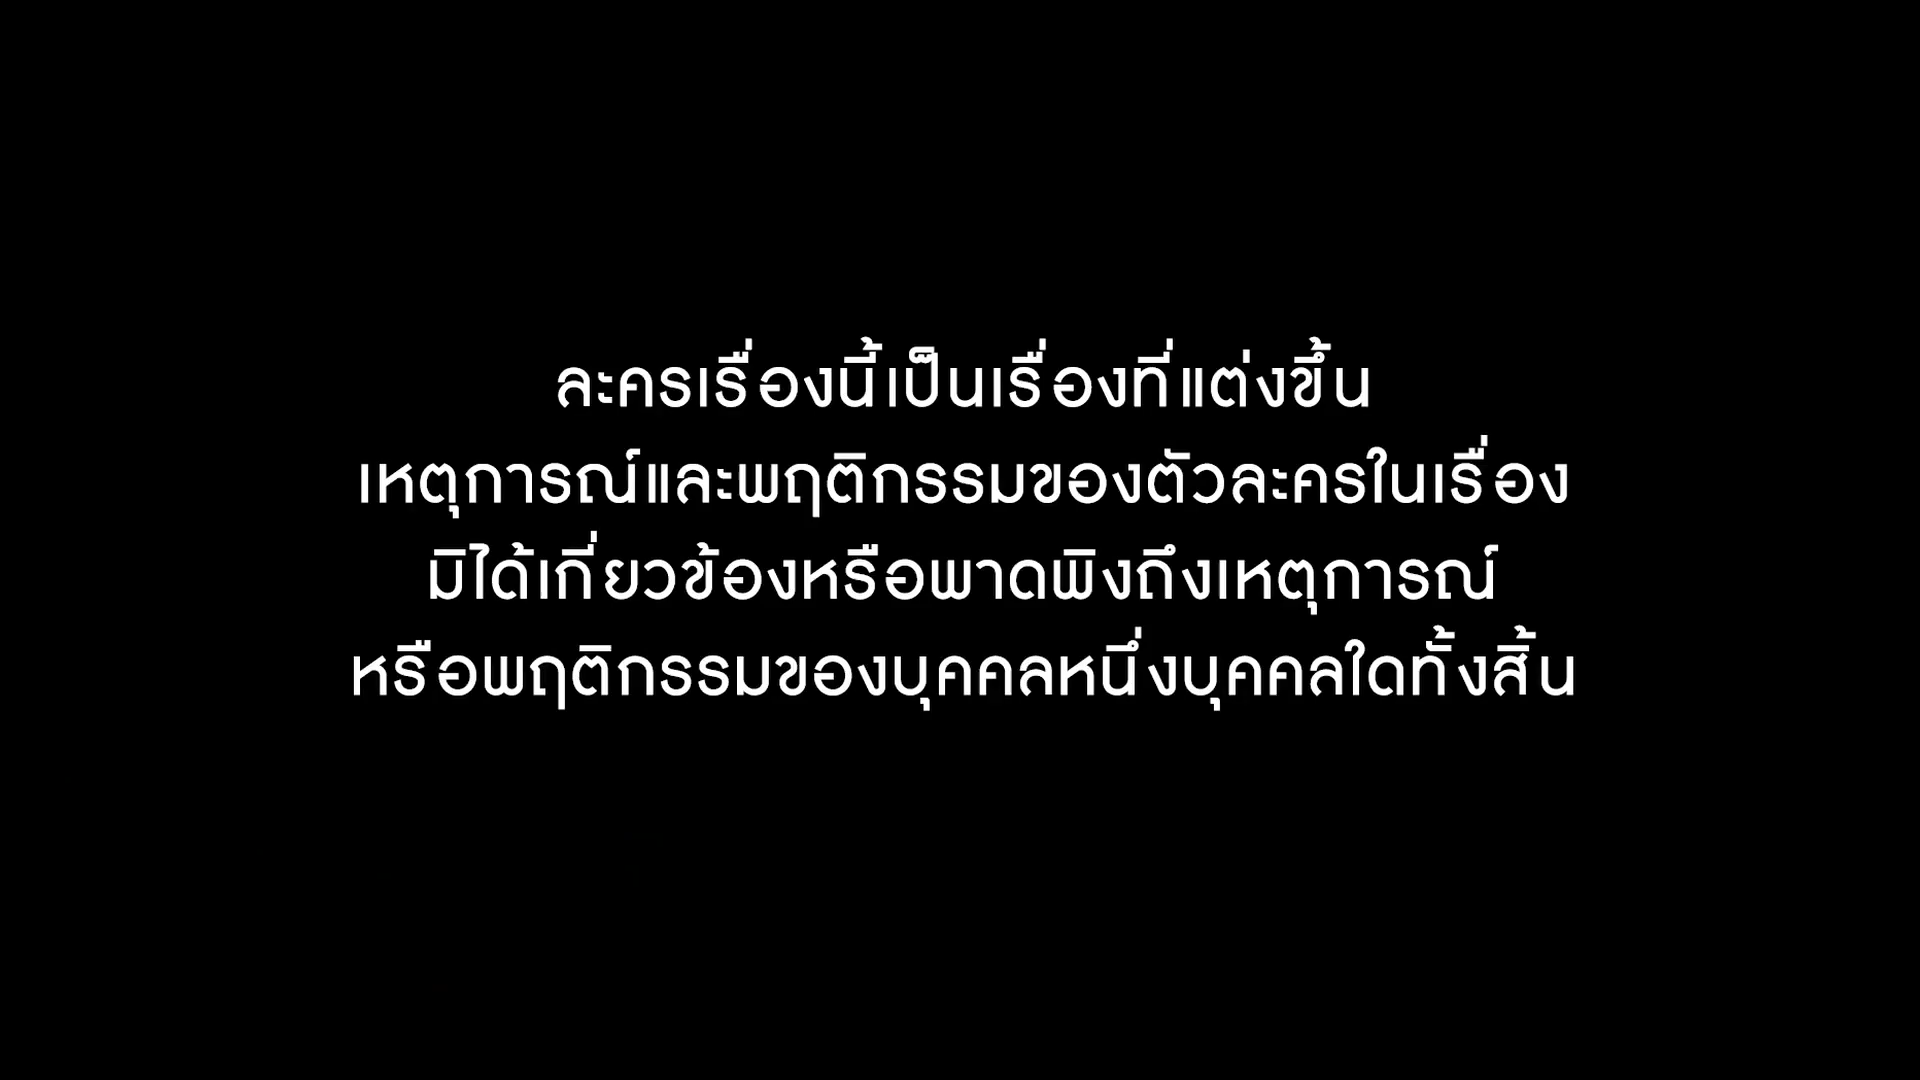 ละครเรื่องนี้เป็นเรื่องที่แต่งขึ้น
เหตุการณ์และพฤติกรรมของตัวละครในเรื่อง
มิได้เกี่ยวข้องหรือพาดพิงถึงเหตุการณ์
หรือพฤติกรรมของบุคคลหนึ่งบุคคลใดทั้งสิ้น